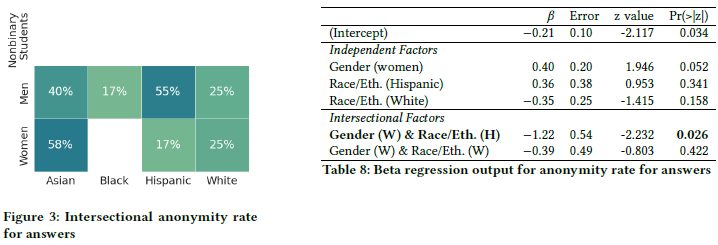 Nonbinary
Students
Men
Women
40% 17% 55% 25%
58% 17% 25%
Asian Black Hispanic White
Figure 3: Intersectional anonymity rate
for answers
β Error z value Pr(>|z|)
(Intercept) −0.21 0.10 -2.117 0.034
Independent Factors
Gender (women) 0.40 0.20 1.946 0.052
Race/Eth. (Hispanic) 0.36 0.38 0.953 0.341
Race/Eth. (White) −0.35 0.25 -1.415 0.158
Intersectional Factors
Gender (W) & Race/Eth. (H) −1.22 0.54 -2.232 0.026
Gender (W) & Race/Eth. (W) −0.39 0.49 -0.803 0.422
Table 8: Beta regression output for anonymity rate for answers